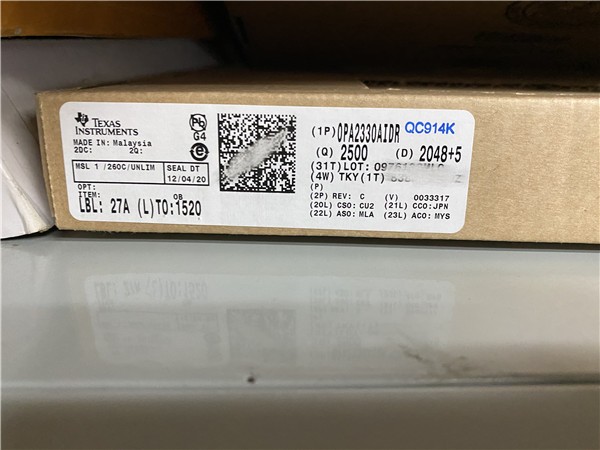 TEXAS
INSTRUMENTS
MADE IN: Malaysia
2DC: 2Q:
MSL 1 /260C/UNLIM
SEAL DT
12/04/20
OPT:
ITEM:
OB
LBL: 27A (L)TO:1520
Pb
G4
e
(1P) OPA2330AIDR QC914K
(Q) 2500 (D) 2048+5
(31T)LOT:
(4W) TKY(1T)
(P)
(2P) REV: C (V) 0033317
(20L) CSO: CU2 (21L) CCO:JPN
(22L) ASO: MLA (23L) ACO: MYS